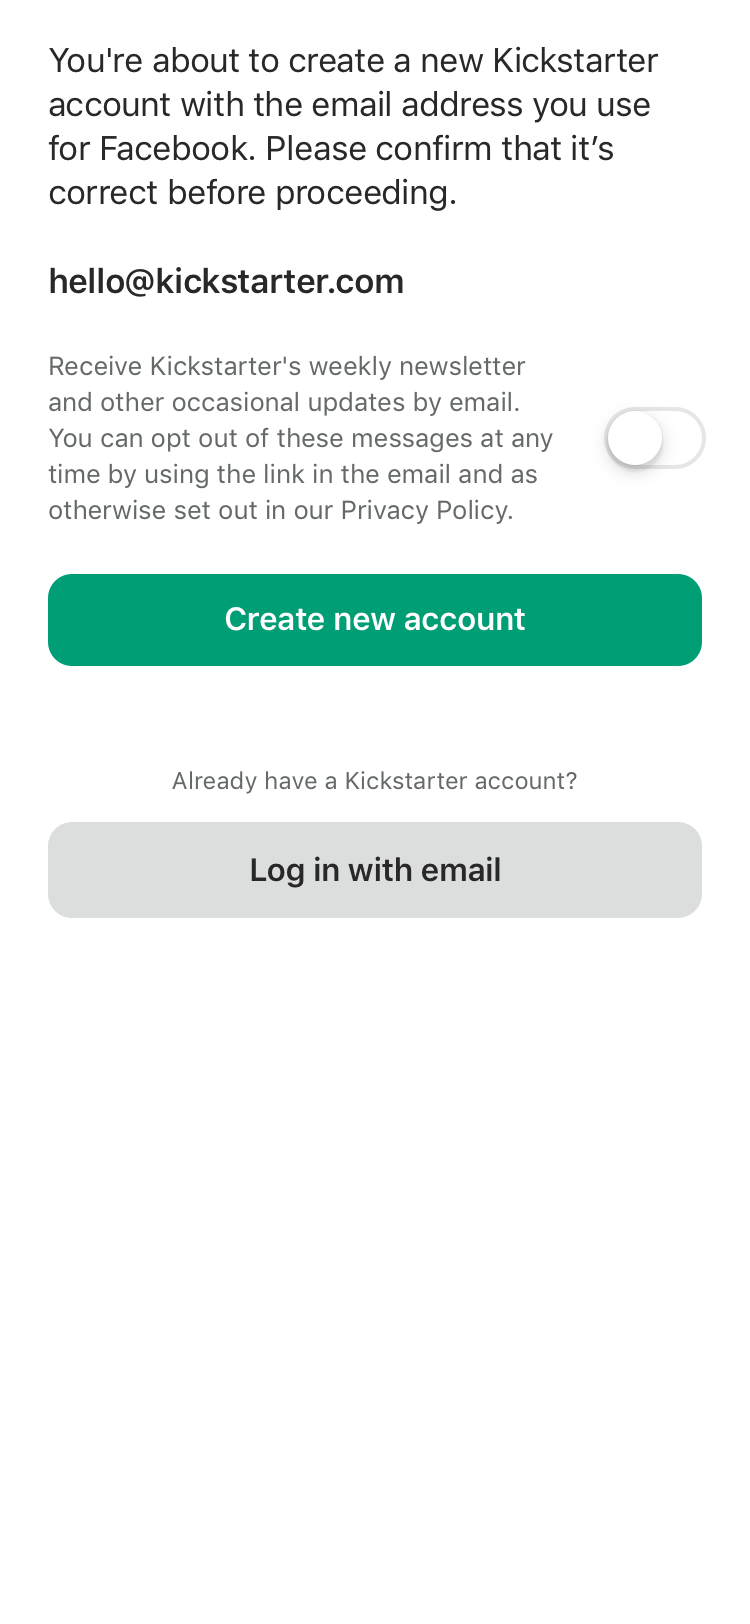 You're about to create a new Kickstarter
account with the email address you use
for Facebook. Please confirm that it’s
correct before proceeding.
hello@kickstarter.com
Receive Kickstarter's weekly newsletter
and other occasional updates by email.
You can opt out of these messages at any
time by using the link in the email and as
otherwise set out in our Privacy Policy.
Create new account
Already have a Kickstarter account?
Log in with email